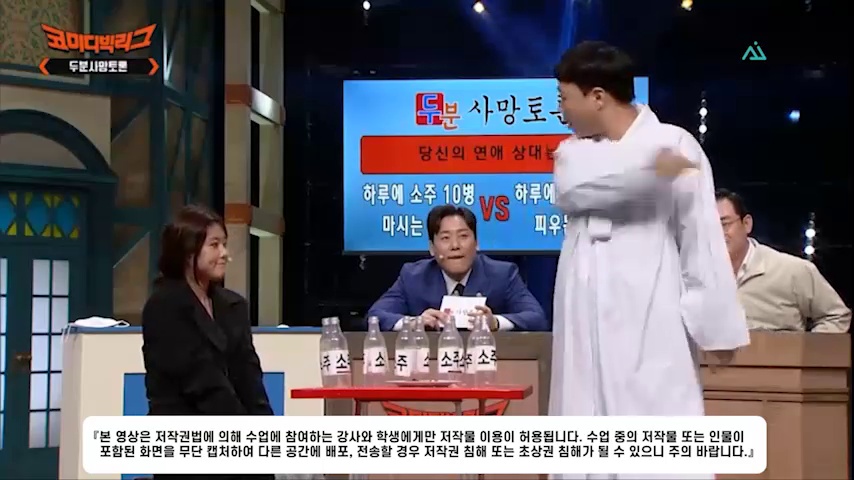 코미디빅리그
두분사망토론
두분 사망토론
당신의 연애 상대는
하루에 소주 10병 VS 하루에
마시는 피우는
사망토론
소주 소 주 소 소주 소주
『본 영상은 저작권법에 의해 수업에 참여하는 강사와 학생에게만 저작물 이용이 허용됩니다. 수업 중의 저작물 또는 인물이
포함된 화면을 무단 캡처하여 다른 공간에 배포, 전송할 경우 저작권 침해 또는 초상권 침해가 될 수 있으니 주의 바랍니다.』